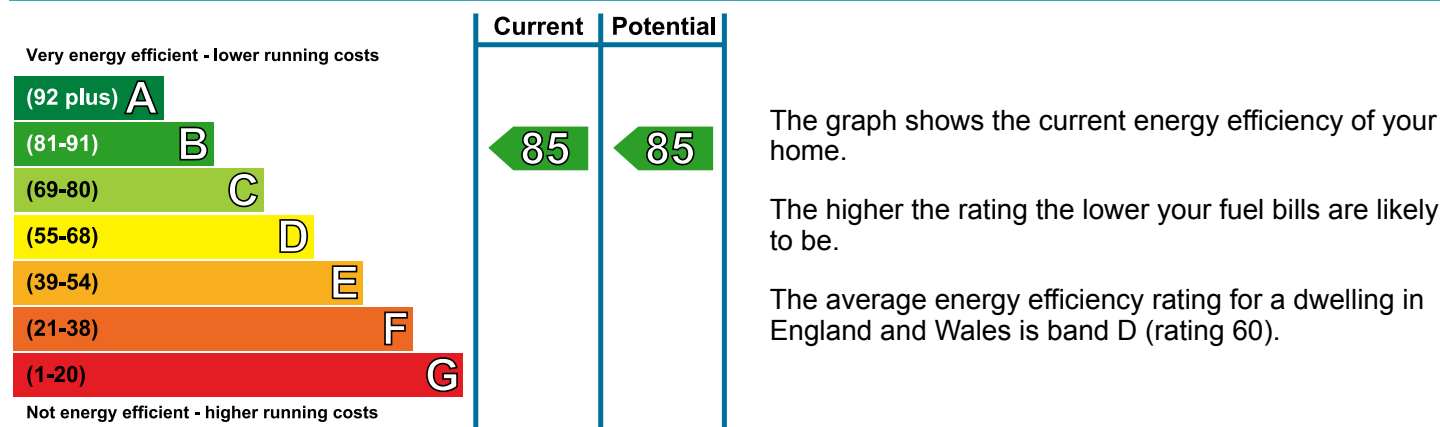 Current Potential
Very energy efficient - lower running costs
(92 plus) A
(81-91) B
85 85
(69-80) C
(55-68) D
(39-54) E
(21-38) F
(1-20) G
Not energy efficient - higher running costs
The graph shows the current energy efficiency of your
home.
The higher the rating the lower your fuel bills are likely
to be.
The average energy efficiency rating for a dwelling in
England and Wales is band D (rating 60).